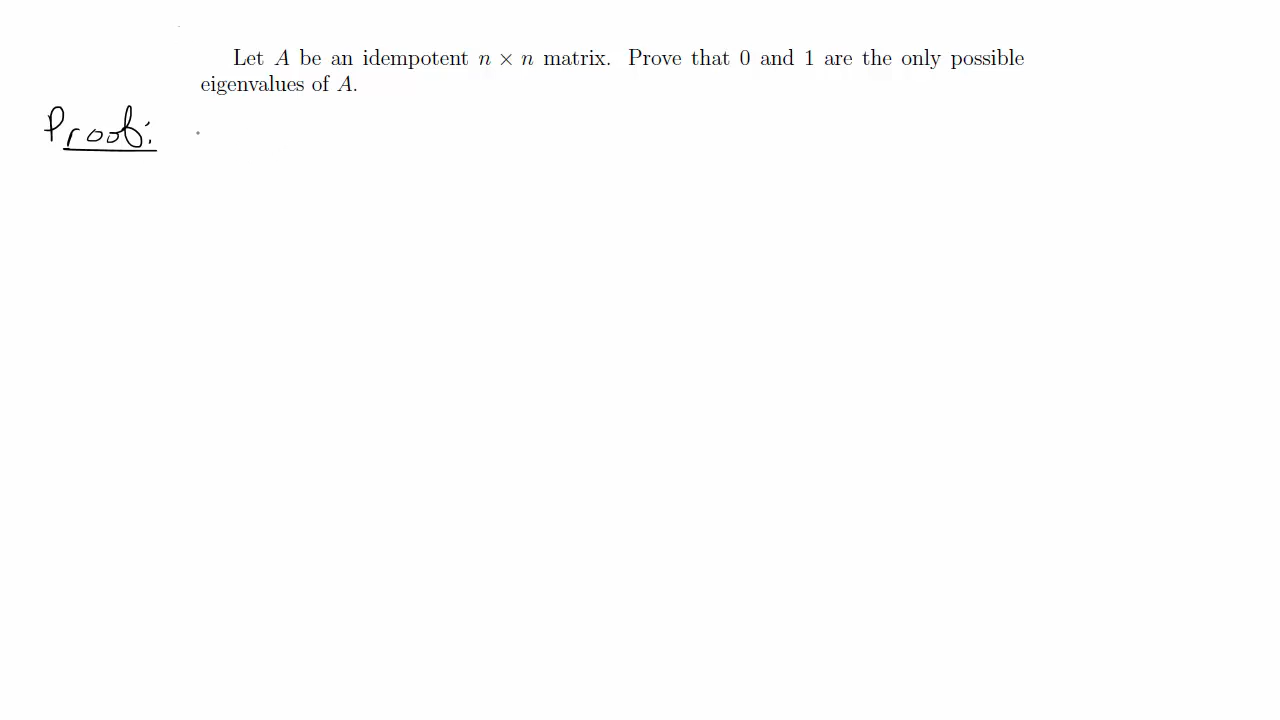 Let A be an idempotent n × n matrix. Prove that 0 and 1 are the only possible
eigenvalues of A.
Proof: